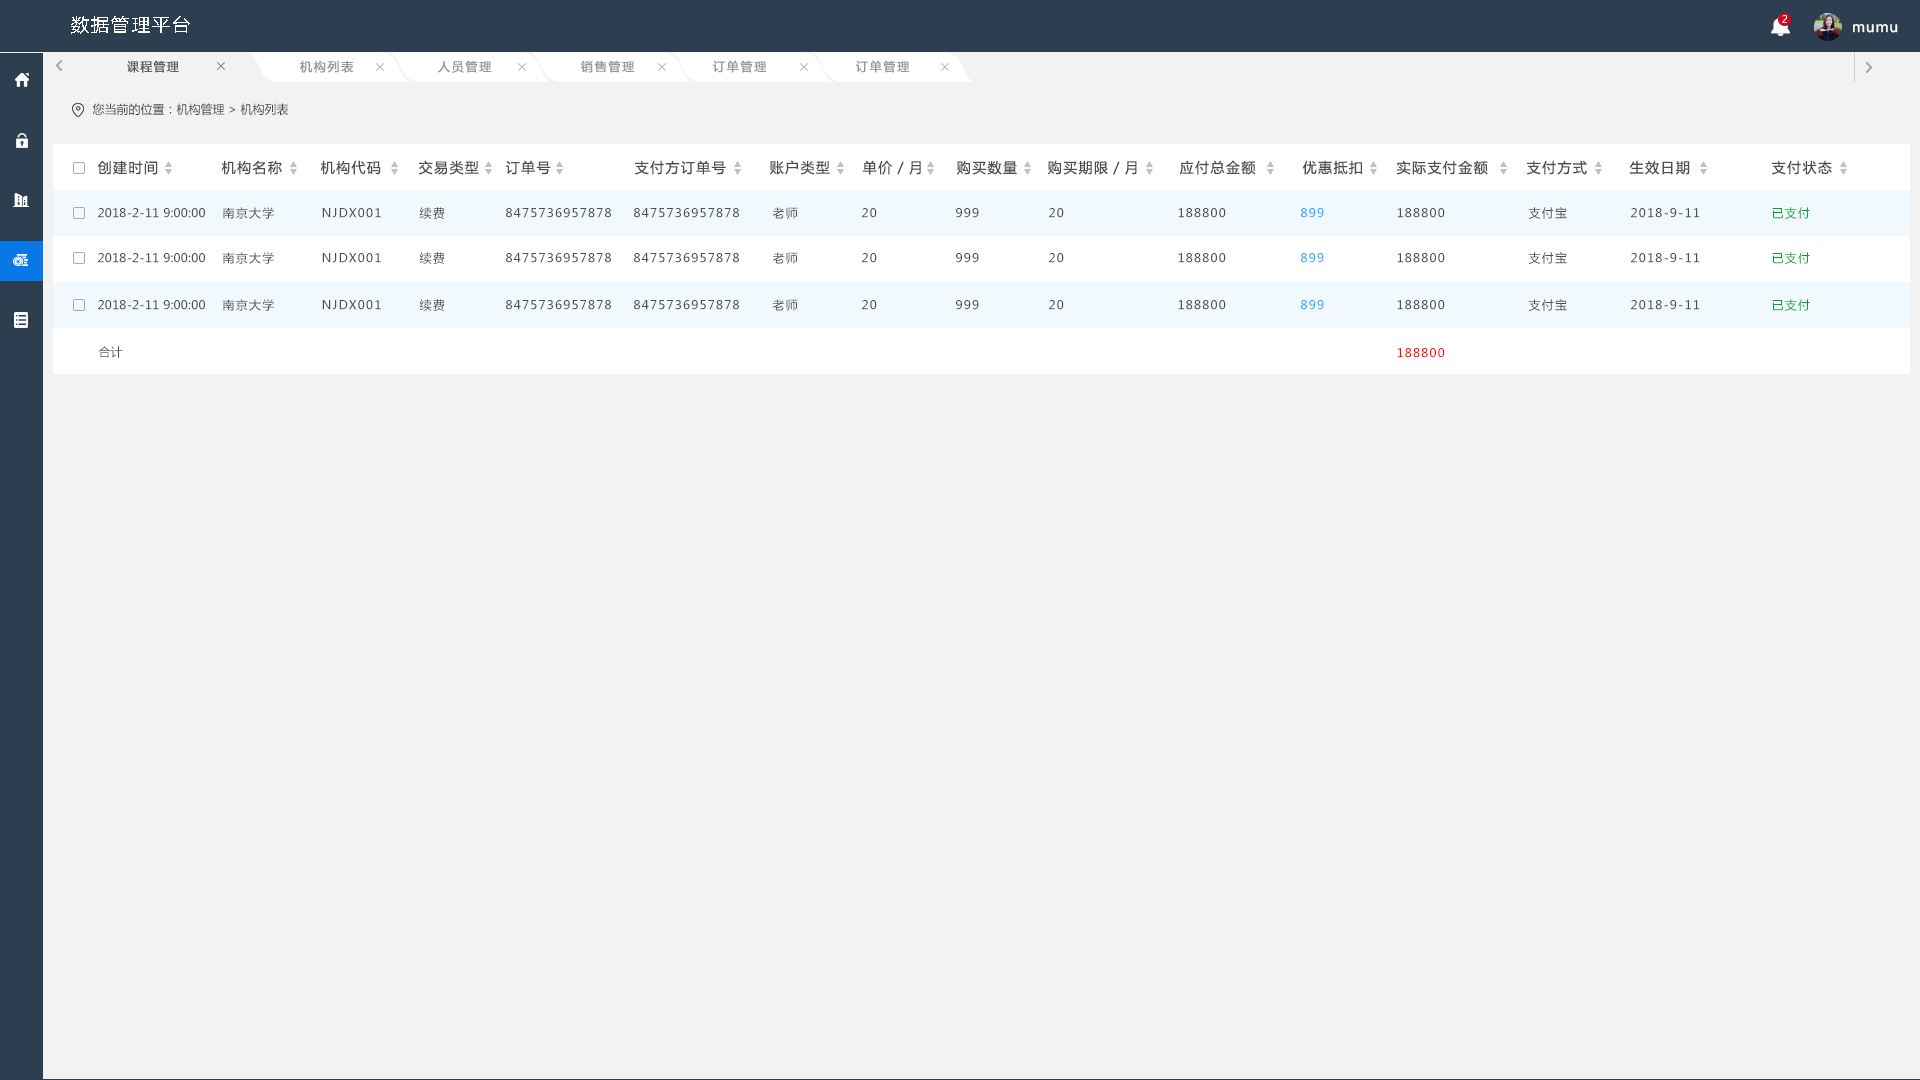 数据管理平台
2
mumu
课程管理 机构列表 人员管理 销售管理 订单管理 订单管理
您当前的位置：机构管理 > 机构列表
创建时间 机构名称 机构代码 交易类型 订单号 支付方订单号 账户类型 单价 / 月 购买数量 购买期限 / 月 应付总金额 优惠抵扣 实际支付金额 支付方式 生效日期 支付状态
2018-2-11 9:00:00 南京大学 NJDX001 续费 8475736957878 8475736957878 老师 20 999 20 188800 899 188800 支付宝 2018-9-11 已支付
2018-2-11 9:00:00 南京大学 NJDX001 续费 8475736957878 8475736957878 老师 20 999 20 188800 899 188800 支付宝 2018-9-11 已支付
2018-2-11 9:00:00 南京大学 NJDX001 续费 8475736957878 8475736957878 老师 20 999 20 188800 899 188800 支付宝 2018-9-11 已支付
合计 188800